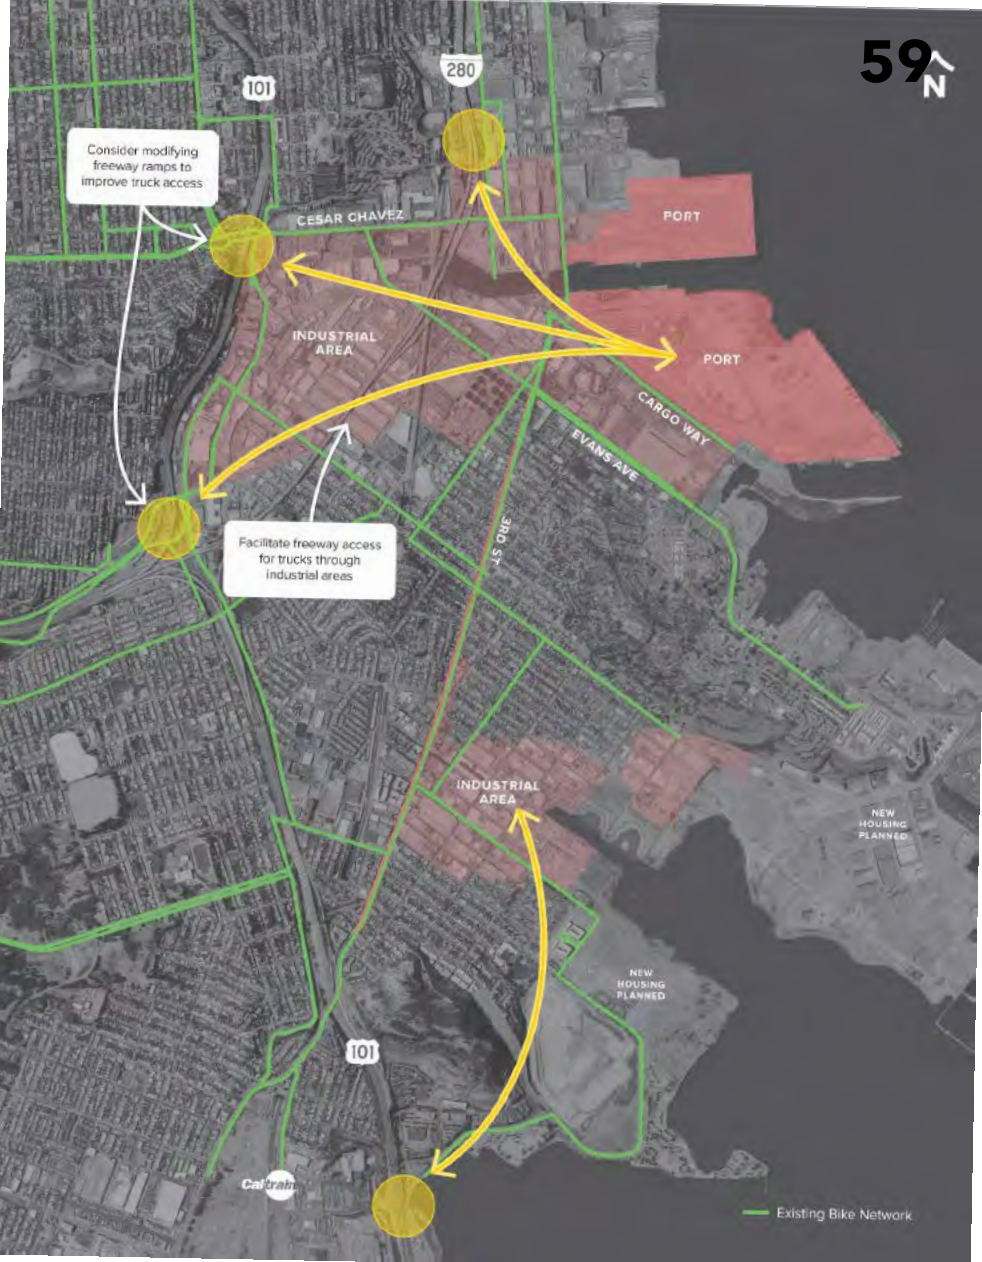 59
N
101
280
Consider modifying
freeway ramps to
improve truck access
CESAR CHAVEZ
PORT
INDUSTRIAL
AREA
PORT
CARGO WAY
EVANS AVE
3RD ST
Facilitate freeway access
for trucks through
industrial areas
INDUSTRIAL
AREA
NEW
HOUSING
PLANNED
NEW
HOUSING
PLANNED
101
Caltrain
Existing Bike Network